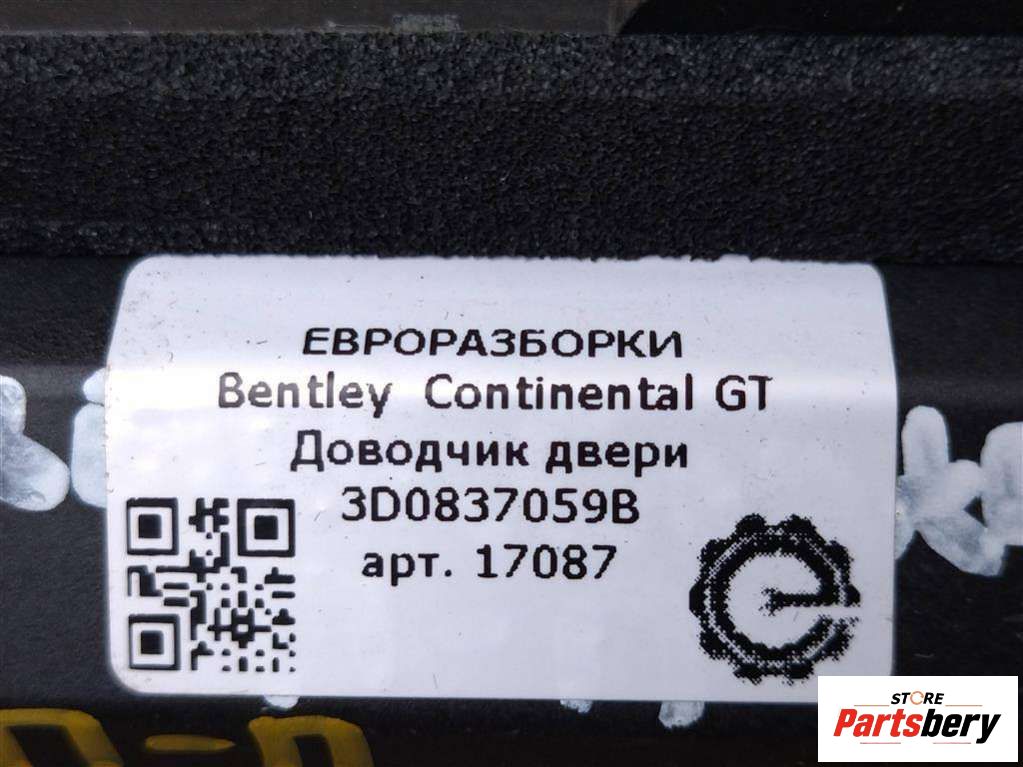 ЕВРОРАЗБОРКИ
Bentley Continental GT
Доводчик двери
3D0837059B
арт. 17087
STORE
Partsbery